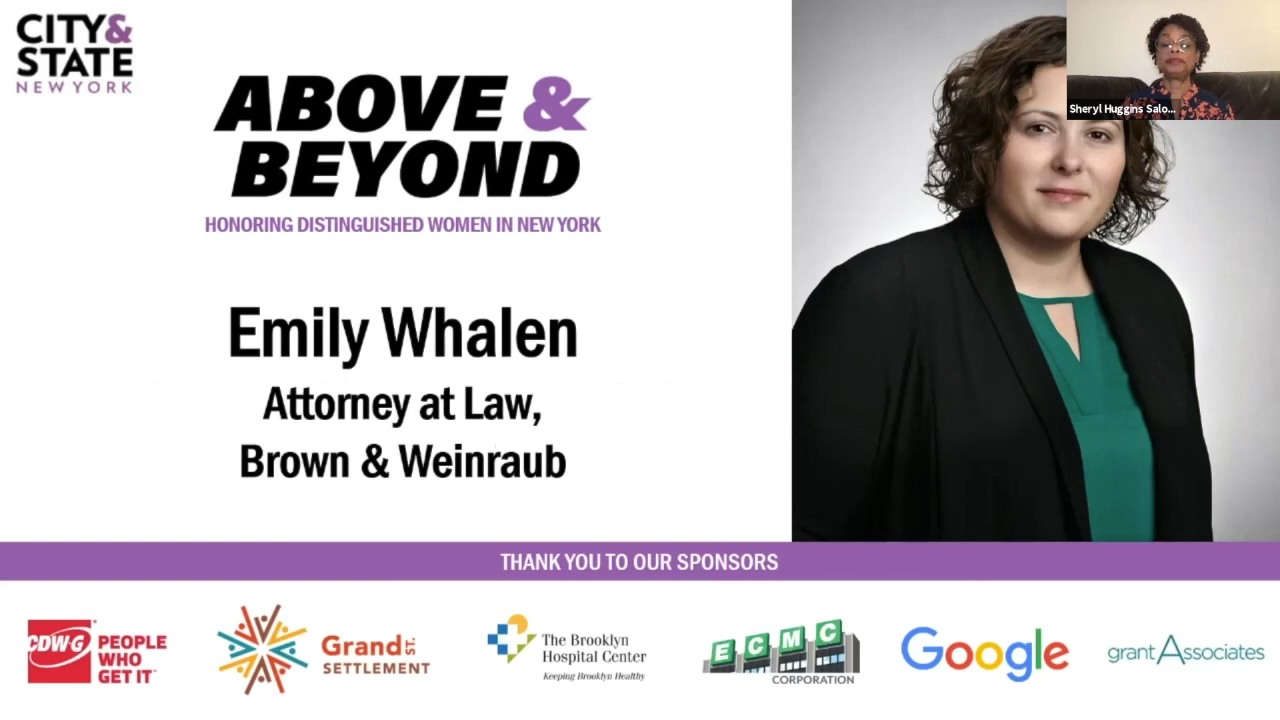 CITY&
STATE
NEW YORK
ABOVE &
BEYOND
HONORING DISTINGUISHED WOMEN IN NEW YORK
Emily Whalen
Attorney at Law,
Brown & Weinraub
Sheryl Huggins Salo...
THANK YOU TO OUR SPONSORS
CDW·G
PEOPLE
WHO
GET IT
Grand ST.
SETTLEMENT
The Brooklyn
Hospital Center
Keeping Brooklyn Healthy
ECMC
CORPORATION
Google
grantAssociates